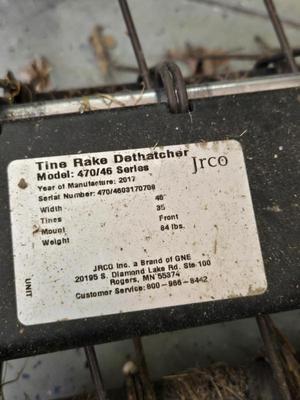 Tine Rake Dethatcher
Jrco
Model: 470/46 Series
Year of Manufacture: 2017
Serial Number: 470/4603170708
Width 46"
Tines 35
Mount Front
Weight 84 lbs.
JRCO Inc. a Brand of GNE
20195 S. Diamond Lake Rd. Ste 100
Rogers, MN 55374
Customer Service: 800-966-8442
UNIT